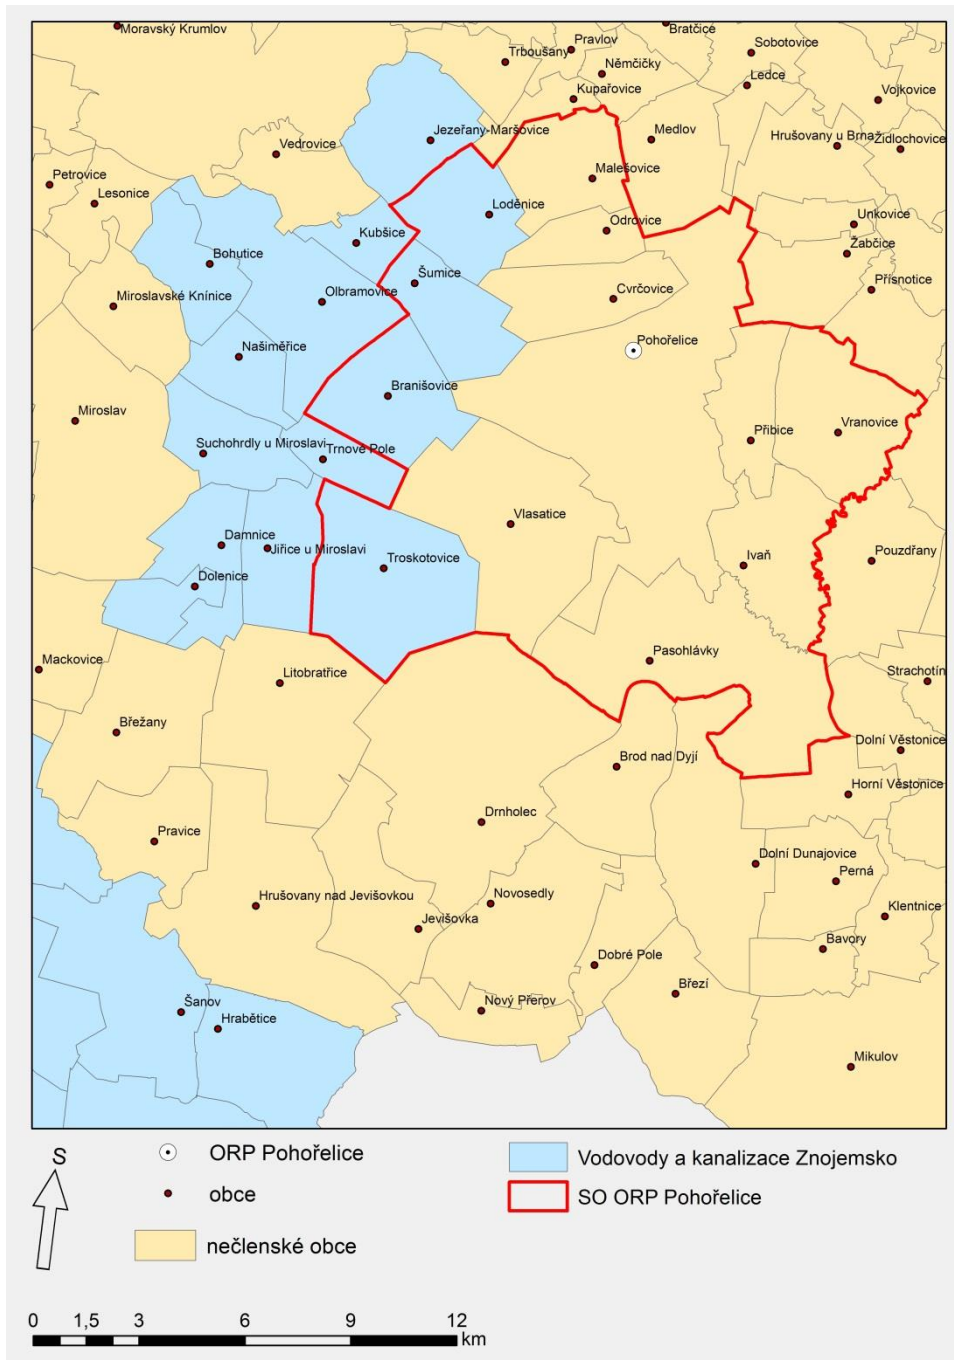 Moravský Krumlov
Bratčice
Pravlov
Sobotovice
Trboušany
Němčičky
Ledce
Kupařovice
Vojkovice
Jezeřany-Maršovice
Medlov
Hrušovany u Brna
Židlochovice
Vedrovice
Petrovice
Malešovice
Lesonice
Loděnice
Odrovice
Unkovice
Kubšice
Žabčice
Bohutice
Šumice
Přísnotice
Olbramovice
Cvrčovice
Miroslavské Knínice
Pohořelice
Našiměřice
Branišovice
Miroslav
Vranovice
Přibice
Suchohrdly u Miroslavi
Trnové Pole
Vlasatice
Damnice
Jiřice u Miroslavi
Ivaň
Pouzdřany
Troskotovice
Dolenice
Pasohlávky
Mackovice
Strachotín
Litobratřice
Břežany
Dolní Věstonice
Brod nad Dyjí
Horní Věstonice
Drnholec
Pravice
Dolní Dunajovice
Perná
Hrušovany nad Jevišovkou
Novosedly
Klentnice
Jevišovka
Bavory
Dobré Pole
Březí
Šanov
Nový Přerov
Hrabětice
Mikulov
S
ORP Pohořelice
obce
nečlenské obce
Vodovody a kanalizace Znojemsko
SO ORP Pohořelice
0 1,5 3 6 9 12
km